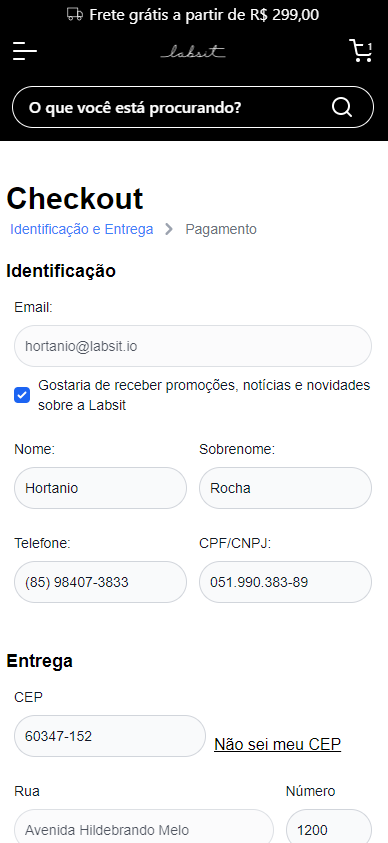 Frete grátis a partir de R$ 299,00
labsit
1
O que você está procurando?
Checkout
Identificação e Entrega Pagamento
Identificação
Email:
hortanio@labsit.io
Gostaria de receber promoções, notícias e novidades
sobre a Labsit
Nome: Sobrenome:
Hortanio Rocha
Telefone: CPF/CNPJ:
(85) 98407-3833 051.990.383-89
Entrega
CEP
60347-152 Não sei meu CEP
Rua Número
Avenida Hildebrando Melo 1200